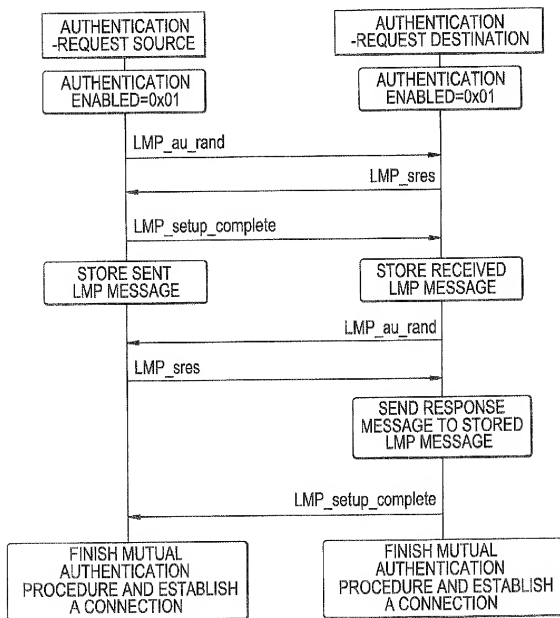 AUTHENTICATION
-REQUEST SOURCE
AUTHENTICATION
-REQUEST DESTINATION
AUTHENTICATION
ENABLED=0x01
AUTHENTICATION
ENABLED=0x01
LMP_au_rand
LMP_sres
LMP_setup_complete
STORE SENT
LMP MESSAGE
STORE RECEIVED
LMP MESSAGE
LMP_au_rand
LMP_sres
SEND RESPONSE
MESSAGE TO STORED
LMP MESSAGE
LMP_setup_complete
FINISH MUTUAL
AUTHENTICATION
PROCEDURE AND ESTABLISH
A CONNECTION
FINISH MUTUAL
AUTHENTICATION
PROCEDURE AND ESTABLISH
A CONNECTION